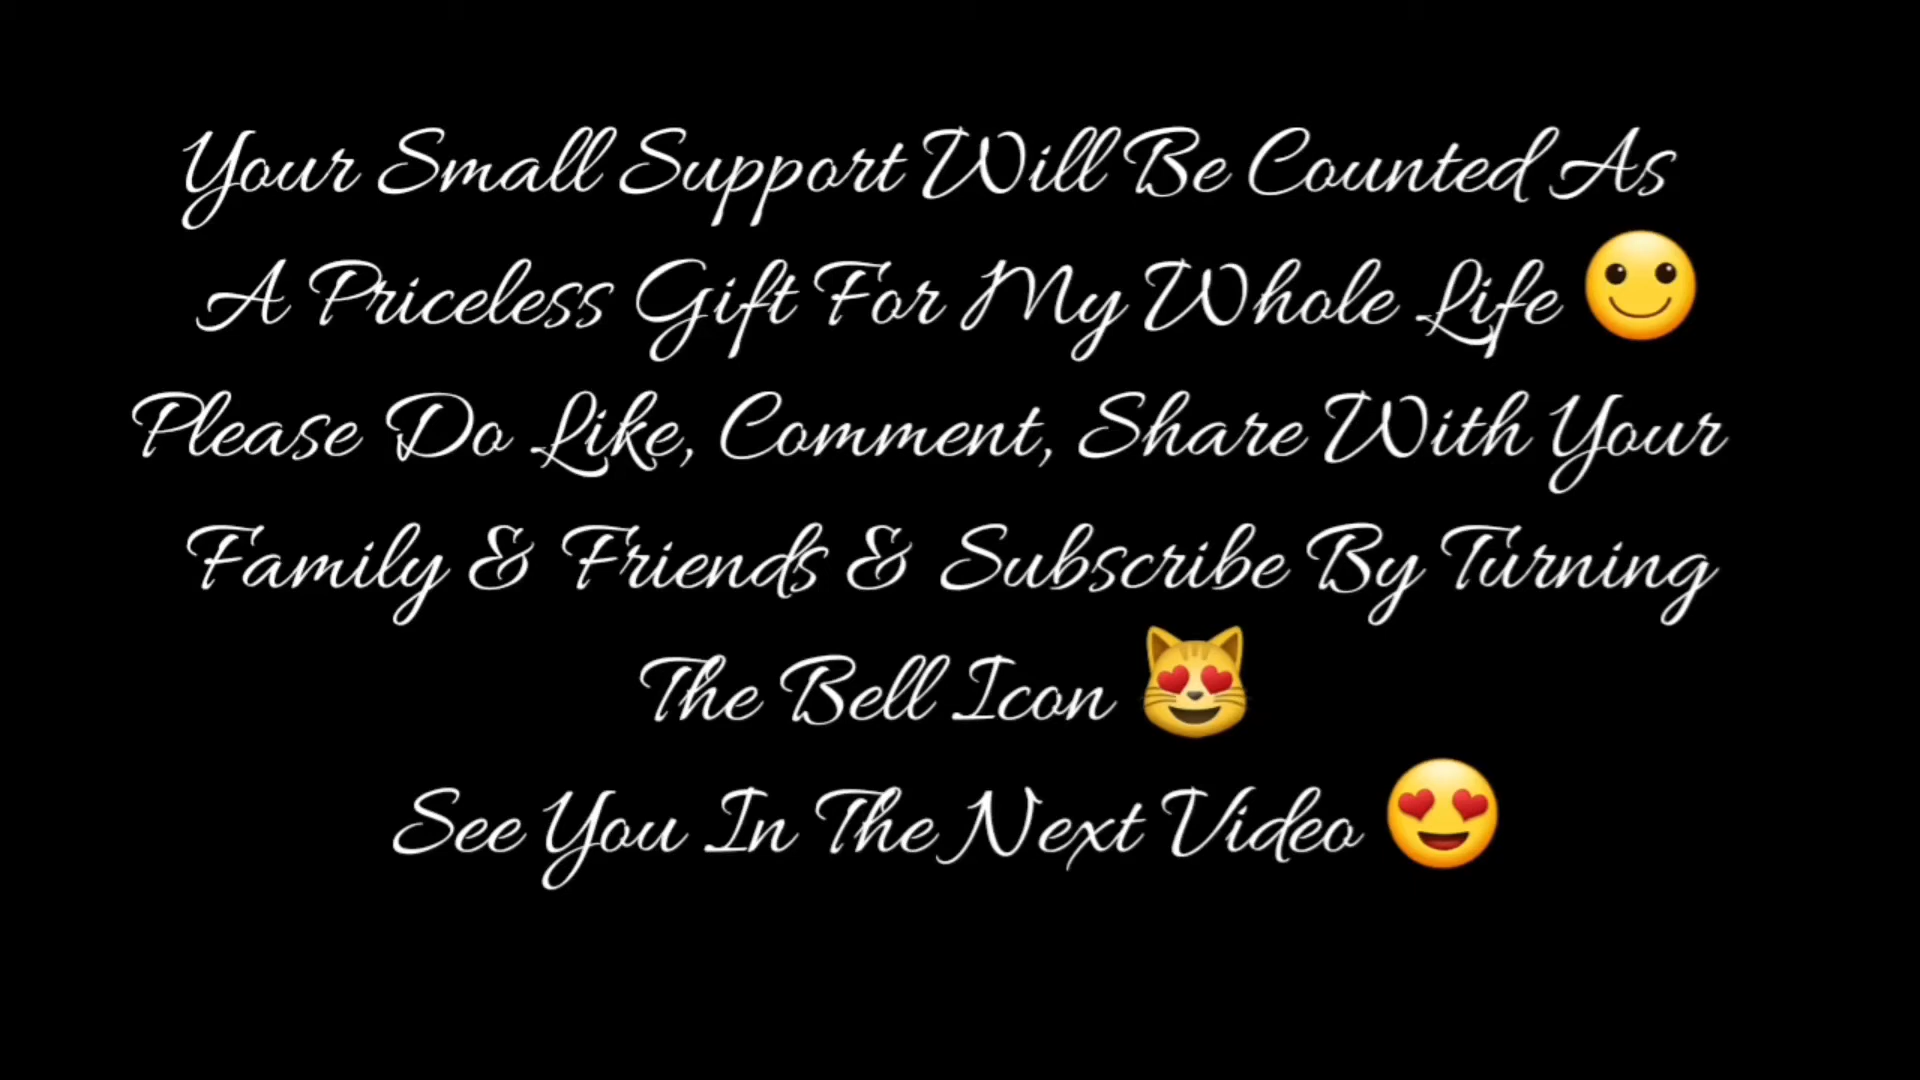 Your Small Support Will Be Counted As
A Priceless Gift For My Whole Life 🙂
Please Do Like, Comment, Share With Your
Family & Friends & Subscribe By Turning
The Bell Icon 😻
See You In The Next Video 😍